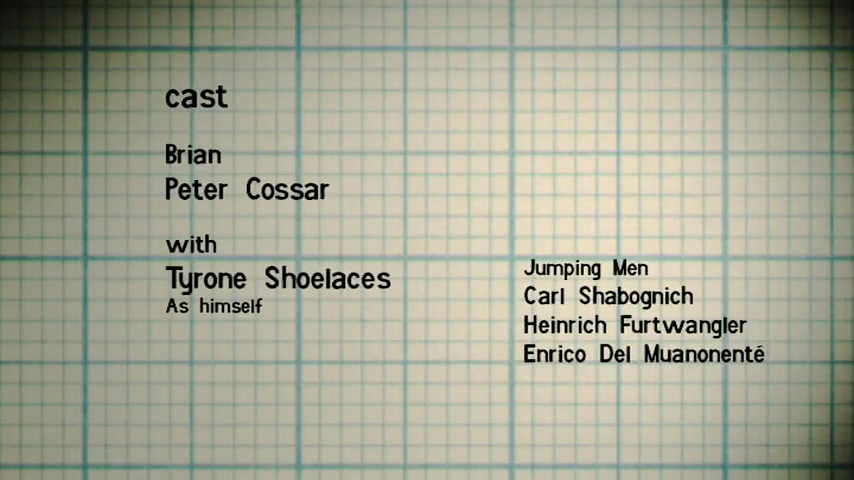 cast
Brian
Peter Cossar
with
Tyrone Shoelaces
As himself
Jumping Men
Carl Shabognich
Heinrich Furtwangler
Enrico Del Muanonenté